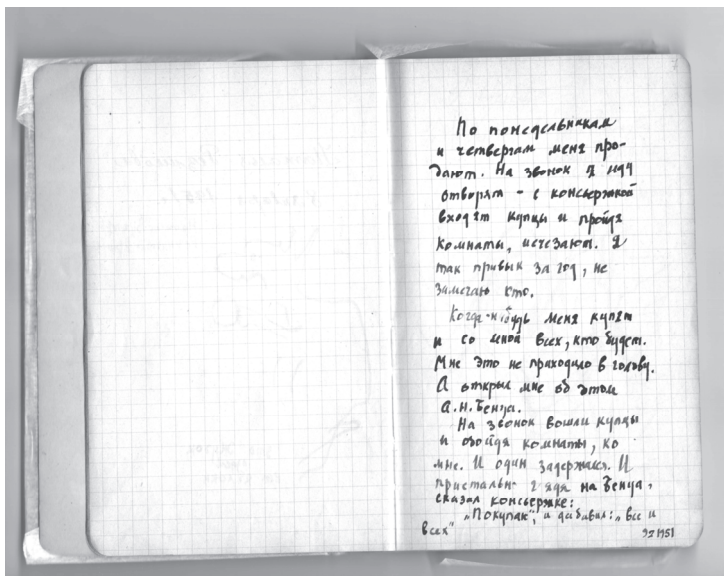 По понедельникам
и четвергам меня про-
дают. На звонок я иду
отворят - с консьержкой
входят купцы и пройдя
комнаты, исчезают. Я
так привык за год, не
замечаю кто.
Когда-нибудь меня купят
и со мной всех, кто будет.
Мне это не приходило в голову.
А открыл мне об этом
А.Н. Бенуа.
На звонок вошли купцы
и обойдя комнаты, ко
мне. И один задержался. И
пристально глядя на Бенуа,
сказал консьержке:
„Покупаю", и добавил: „все и
всех"
1951